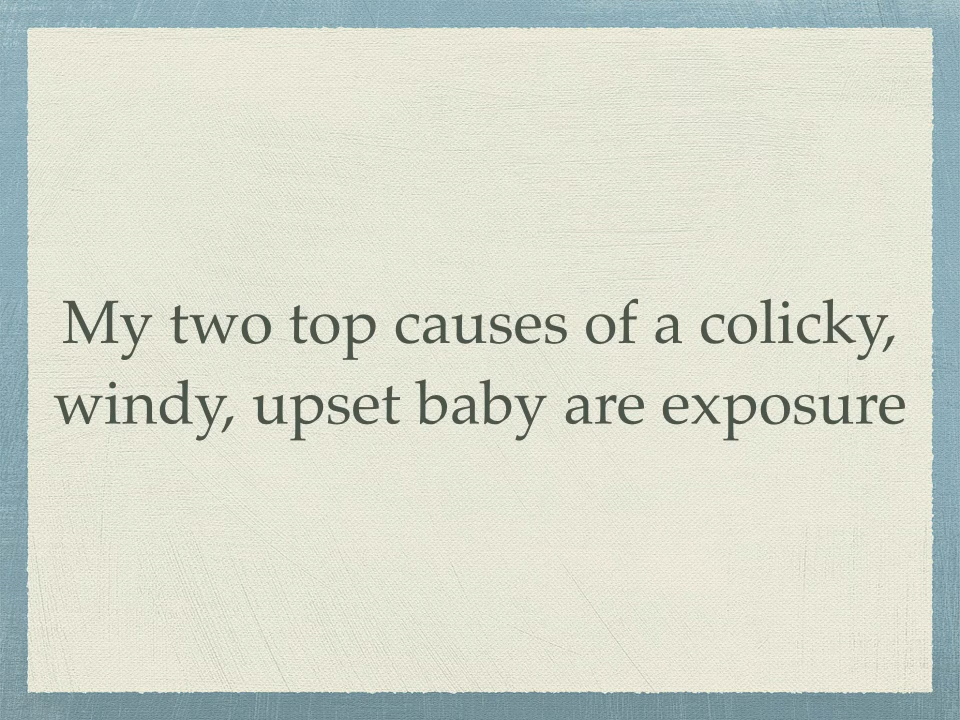 My two top causes of a colicky,
windy, upset baby are exposure